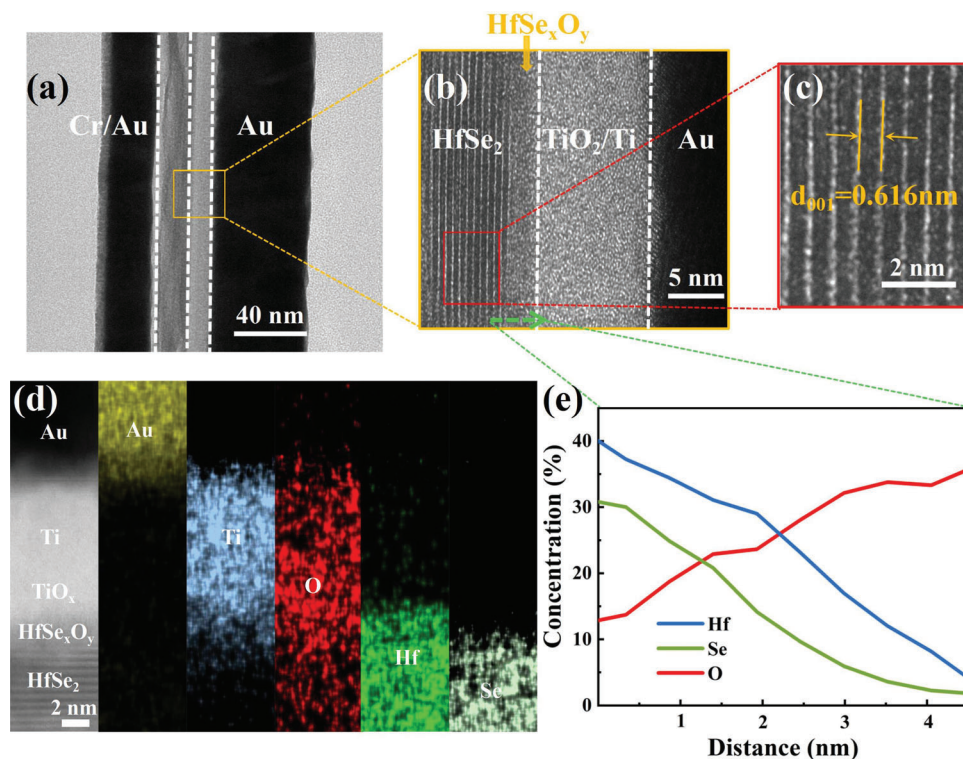 HfSeₓOᵧ
(a)
Cr/Au
Au
40 nm
(b)
HfSe₂
TiO₂/Ti
Au
5 nm
(c)
d₀₀₁=0.616nm
2 nm
(d)
Au
Ti
TiOₓ
HfSeₓOᵧ
HfSe₂
2 nm
Au
Ti
O
Hf
Se
(e)
Concentration (%)
40
30
20
10
0
Hf
Se
O
1 2 3 4
Distance (nm)